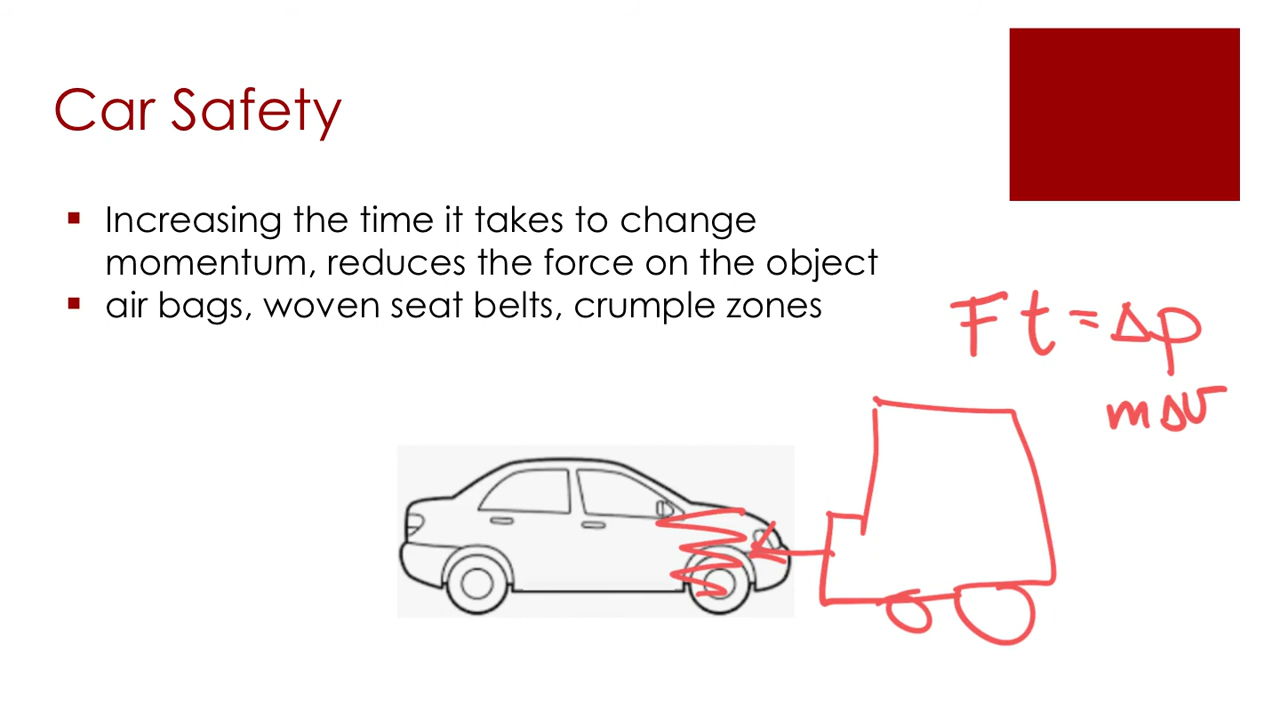 Car Safety
▪ Increasing the time it takes to change
momentum, reduces the force on the object
▪ air bags, woven seat belts, crumple zones
Ft=Δp
mΔv